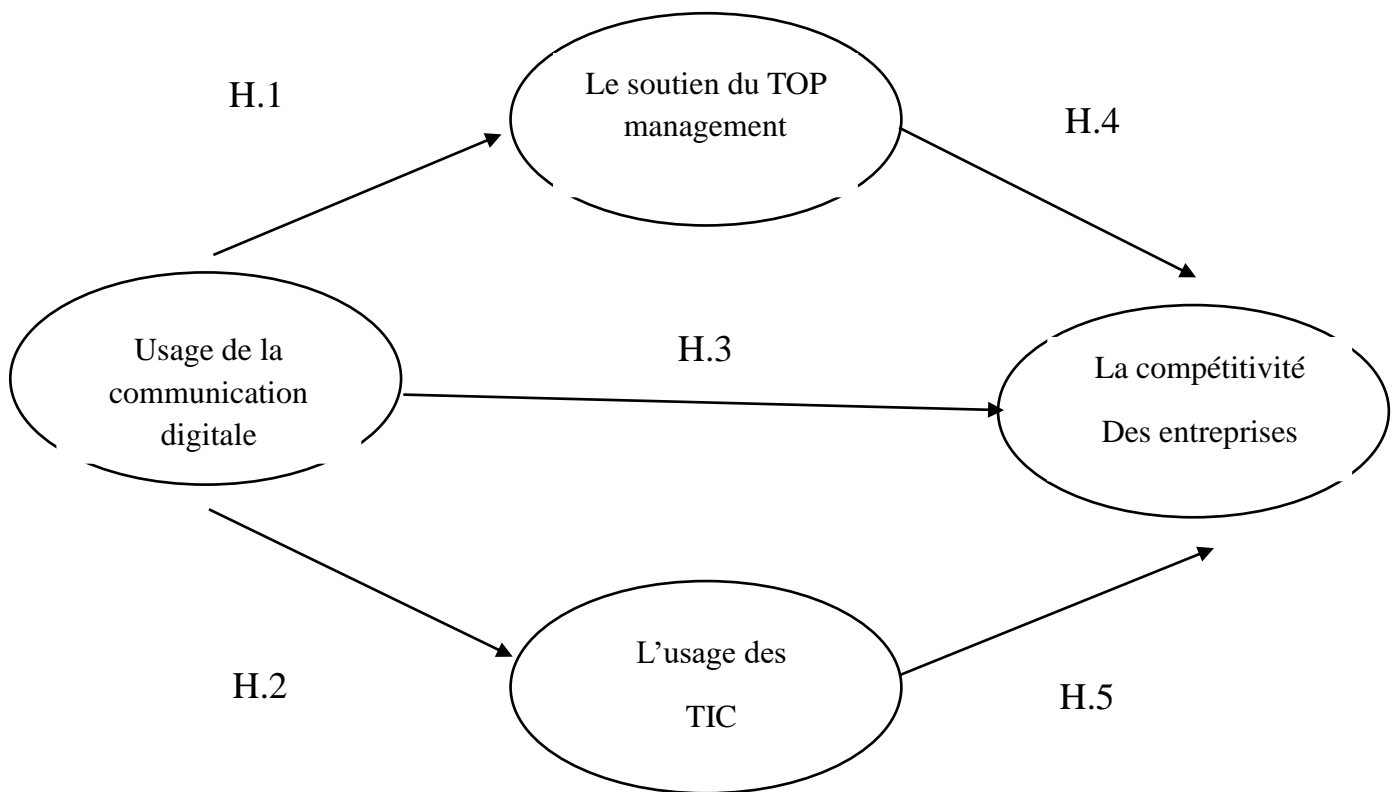 H.1
Le soutien du TOP
management
H.4
Usage de la
communication
digitale
H.3
La compétitivité
Des entreprises
H.2
L’usage des
TIC
H.5